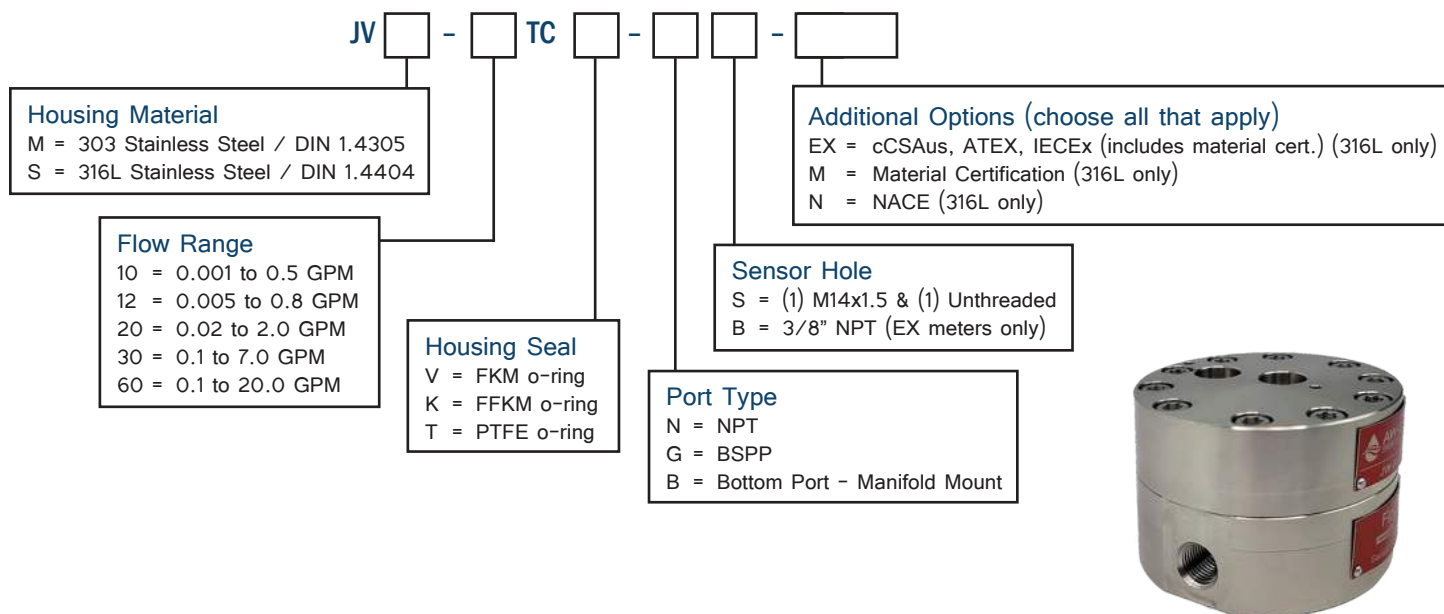 JV - TC - -
Housing Material
M = 303 Stainless Steel / DIN 1.4305
S = 316L Stainless Steel / DIN 1.4404
Flow Range
10 = 0.001 to 0.5 GPM
12 = 0.005 to 0.8 GPM
20 = 0.02 to 2.0 GPM
30 = 0.1 to 7.0 GPM
60 = 0.1 to 20.0 GPM
Housing Seal
V = FKM o-ring
K = FFKM o-ring
T = PTFE o-ring
Port Type
N = NPT
G = BSPP
B = Bottom Port - Manifold Mount
Sensor Hole
S = (1) M14x1.5 & (1) Unthreaded
B = 3/8” NPT (EX meters only)
Additional Options (choose all that apply)
EX = cCSAus, ATEX, IECEx (includes material cert.) (316L only)
M = Material Certification (316L only)
N = NACE (316L only)